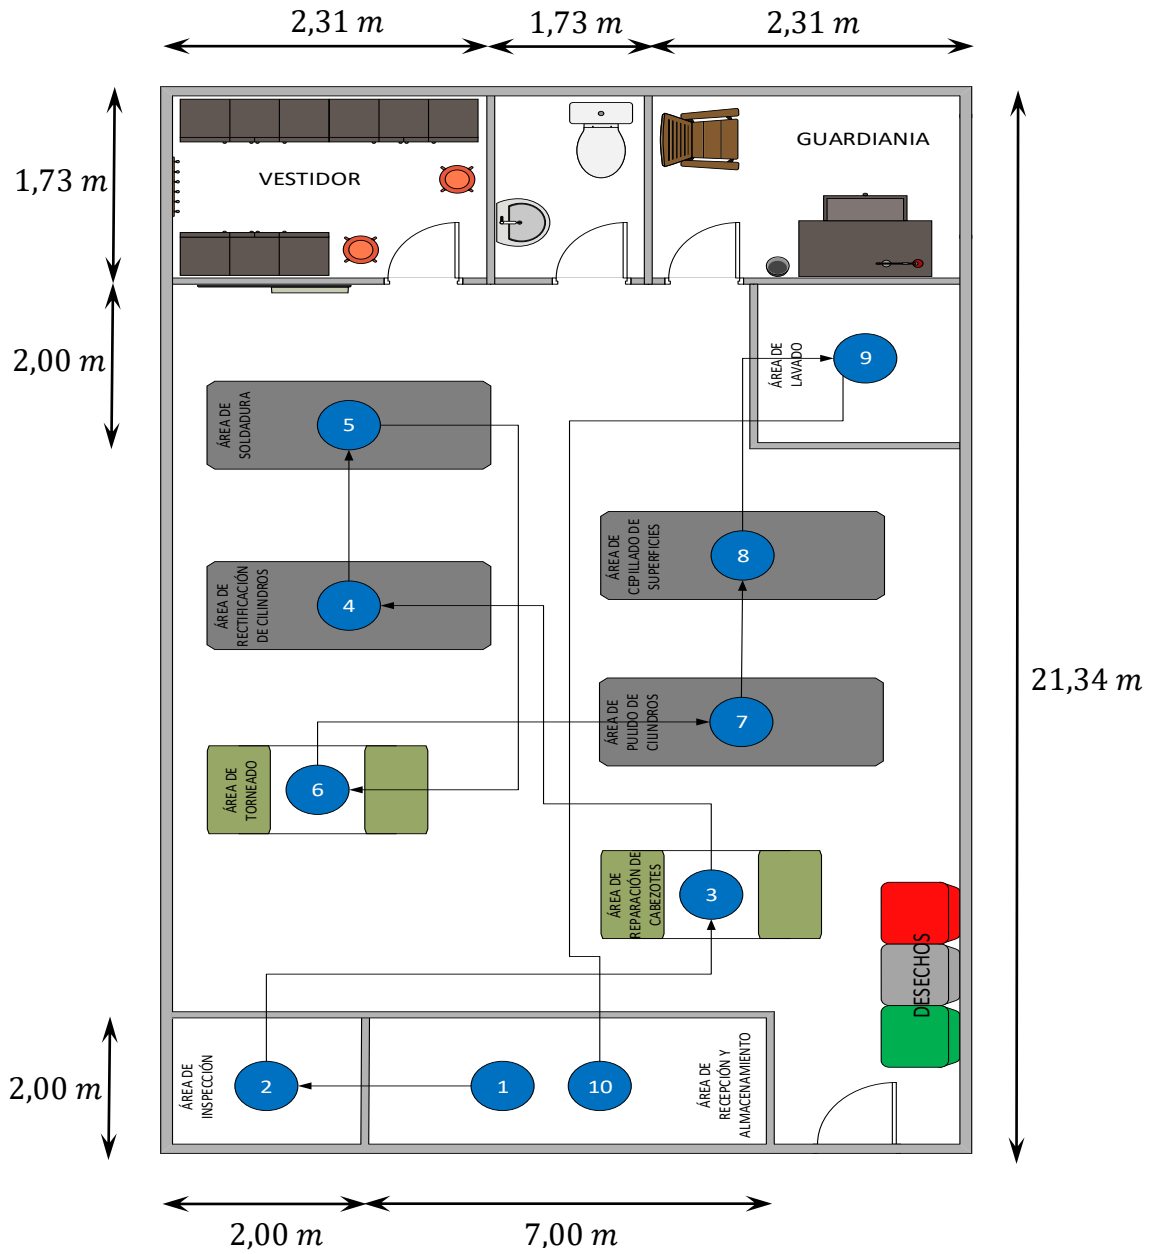 2,31 m
1,73 m
2,31 m
1,73 m
VESTIDOR
GUARDIANIA
2,00 m
ÁREA DE
LAVADO
9
ÁREA DE
SOLDADURA
5
ÁREA DE
CEPILLADO DE
SUPERFICIES
8
ÁREA DE
RECTIFICACIÓN
DE CILINDROS
4
21,34 m
ÁREA DE
PULIDO DE
CILINDROS
7
ÁREA DE
TORNEADO
6
ÁREA DE
REPARACIÓN DE
CABEZOTES
3
DESECHOS
2,00 m
ÁREA DE
INSPECCIÓN
2
1
10
ÁREA DE
RECEPCIÓN Y
ALMACENAMIENTO
2,00 m
7,00 m